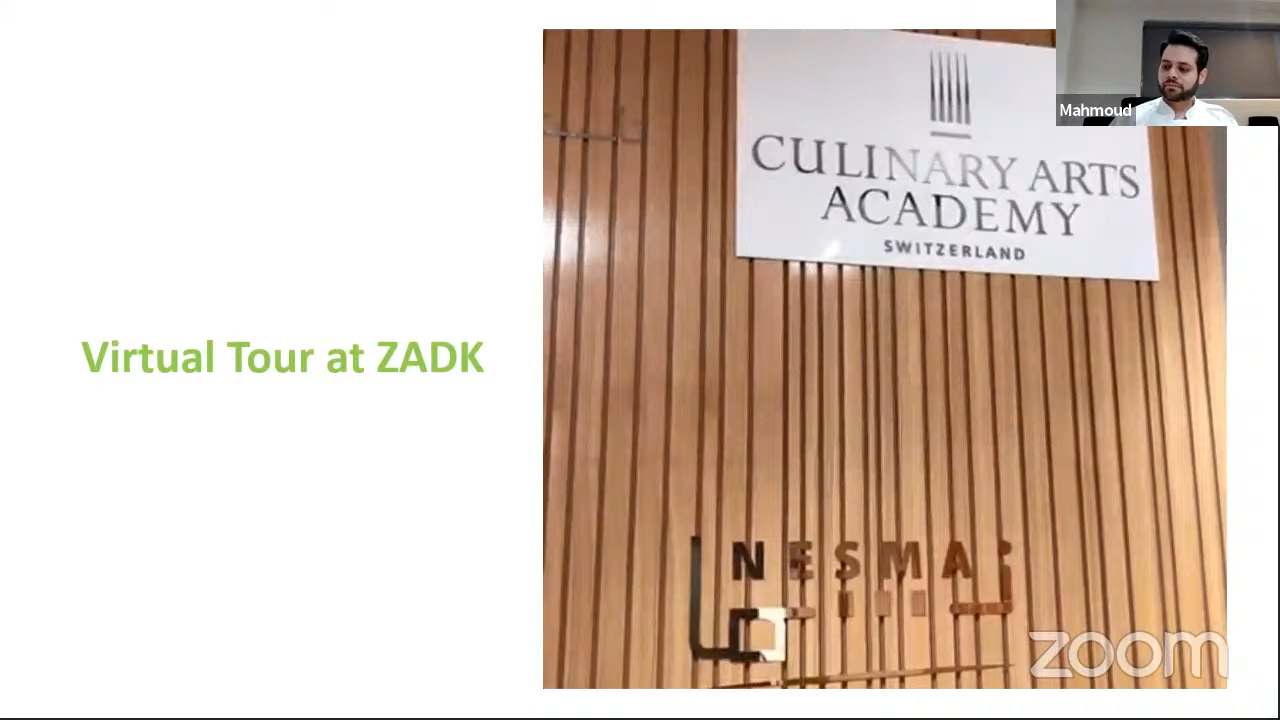 Mahmoud
CULINARY ARTS
ACADEMY
SWITZERLAND
Virtual Tour at ZADK
NESMA
zoom